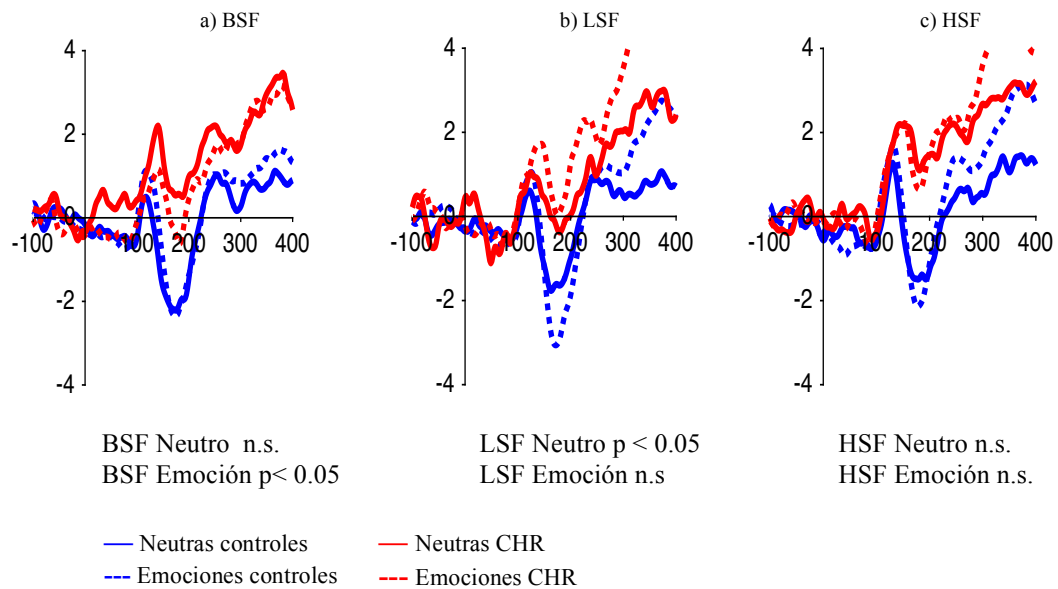 a) BSF
b) LSF
c) HSF
4
2
0
-2
-4
-100
100
200
300
400
4
2
0
-2
-4
-100
100
200
300
400
4
2
0
-2
-4
-100
100
200
300
400
BSF Neutro n.s.
BSF Emoción p< 0.05
LSF Neutro p < 0.05
LSF Emoción n.s
HSF Neutro n.s.
HSF Emoción n.s.
Neutras controles
Neutras CHR
Emociones controles
Emociones CHR